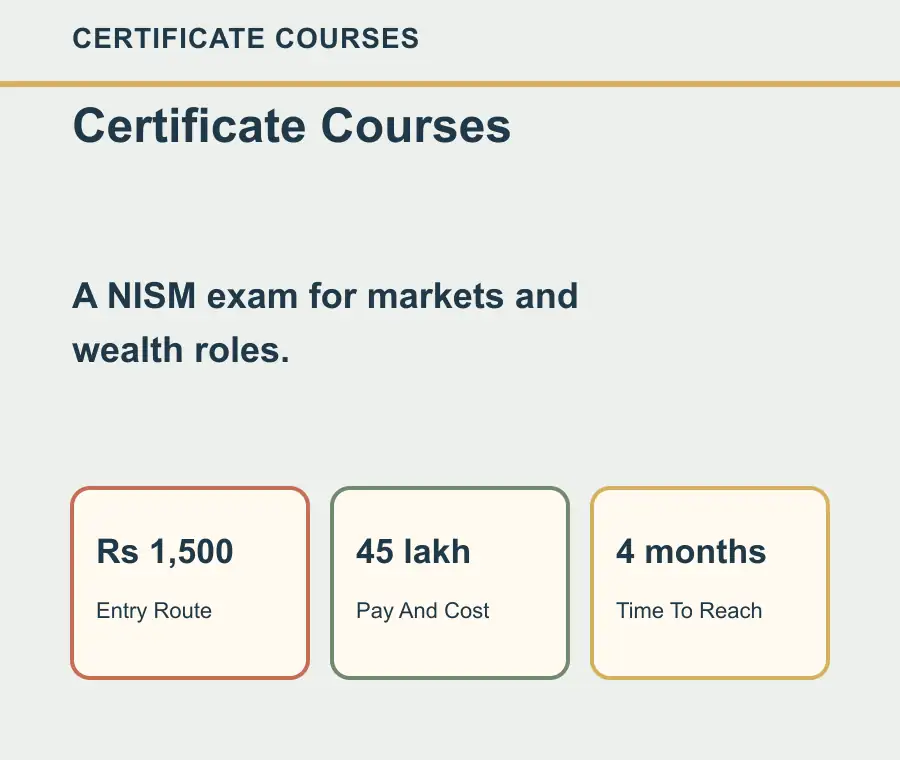 CERTIFICATE COURSES
Certificate Courses
A NISM exam for markets and
wealth roles.
Rs 1,500
Entry Route
45 lakh
Pay And Cost
4 months
Time To Reach